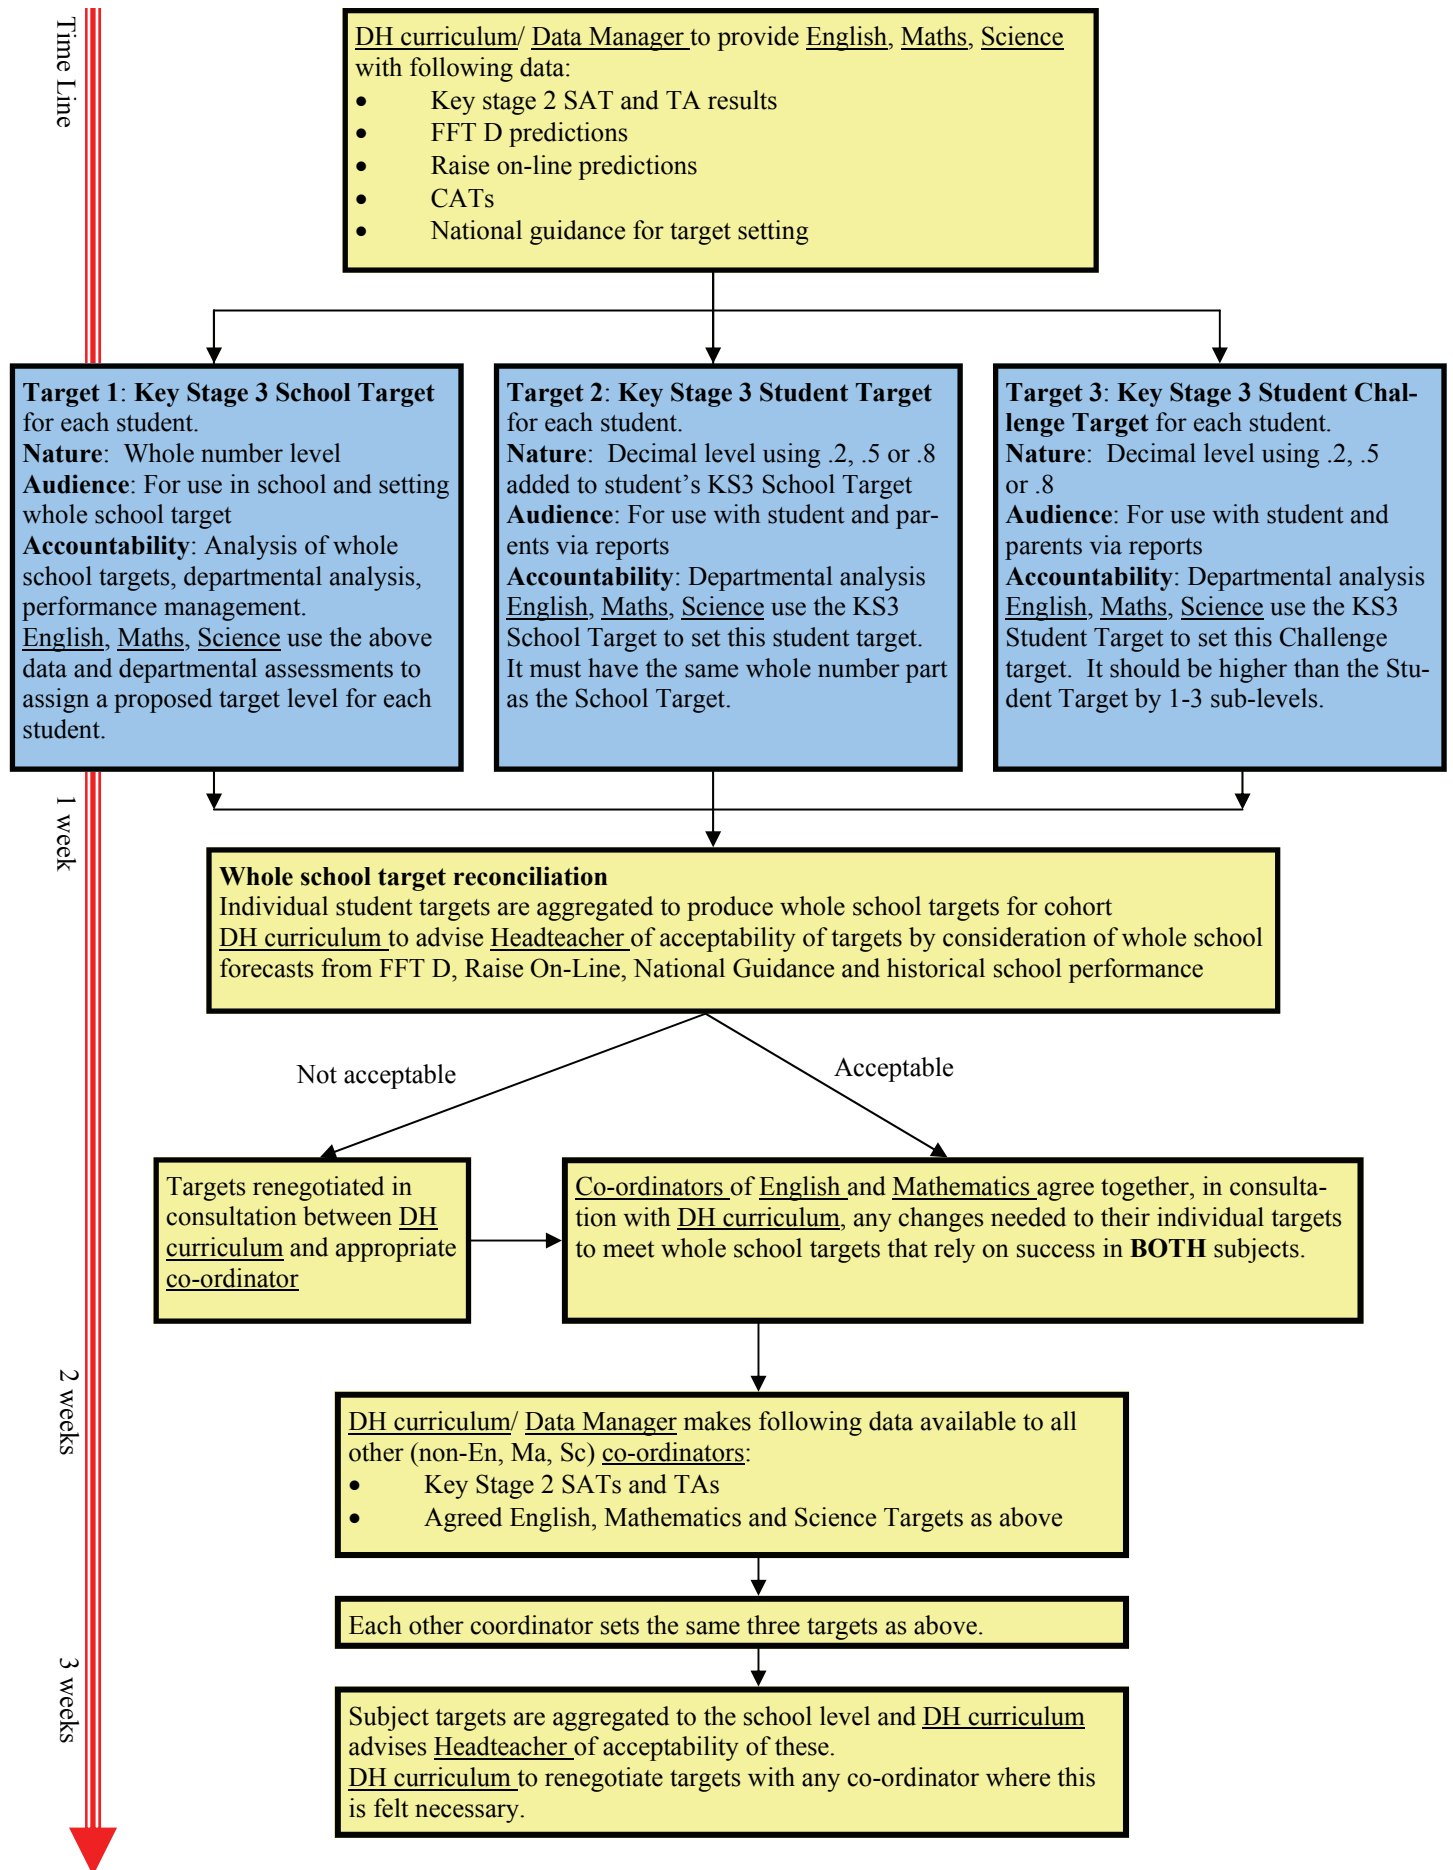 Time Line
DH curriculum/ Data Manager to provide English, Maths, Science
with following data:
• Key stage 2 SAT and TA results
• FFT D predictions
• Raise on-line predictions
• CATs
• National guidance for target setting
Target 1: Key Stage 3 School Target
for each student.
Nature: Whole number level
Audience: For use in school and setting
whole school target
Accountability: Analysis of whole
school targets, departmental analysis,
performance management.
English, Maths, Science use the above
data and departmental assessments to
assign a proposed target level for each
student.
Target 2: Key Stage 3 Student Target
for each student.
Nature: Decimal level using .2, .5 or .8
added to student's KS3 School Target
Audience: For use with student and par-
ents via reports
Accountability: Departmental analysis
English, Maths, Science use the KS3
School Target to set this student target.
It must have the same whole number part
as the School Target.
Target 3: Key Stage 3 Student Chal-
lenge Target for each student.
Nature: Decimal level using .2, .5
or .8
Audience: For use with student and
parents via reports
Accountability: Departmental analysis
English, Maths, Science use the KS3
Student Target to set this Challenge
target. It should be higher than the Stu-
dent Target by 1-3 sub-levels.
1 week
Whole school target reconciliation
Individual student targets are aggregated to produce whole school targets for cohort
DH curriculum to advise Headteacher of acceptability of targets by consideration of whole school
forecasts from FFT D, Raise On-Line, National Guidance and historical school performance
Not acceptable
Acceptable
Targets renegotiated in
consultation between DH
curriculum and appropriate
co-ordinator
Co-ordinators of English and Mathematics agree together, in consulta-
tion with DH curriculum, any changes needed to their individual targets
to meet whole school targets that rely on success in BOTH subjects.
2 weeks
DH curriculum/ Data Manager makes following data available to all
other (non-En, Ma, Sc) co-ordinators:
• Key Stage 2 SATs and TAs
• Agreed English, Mathematics and Science Targets as above
Each other coordinator sets the same three targets as above.
3 weeks
Subject targets are aggregated to the school level and DH curriculum
advises Headteacher of acceptability of these.
DH curriculum to renegotiate targets with any co-ordinator where this
is felt necessary.